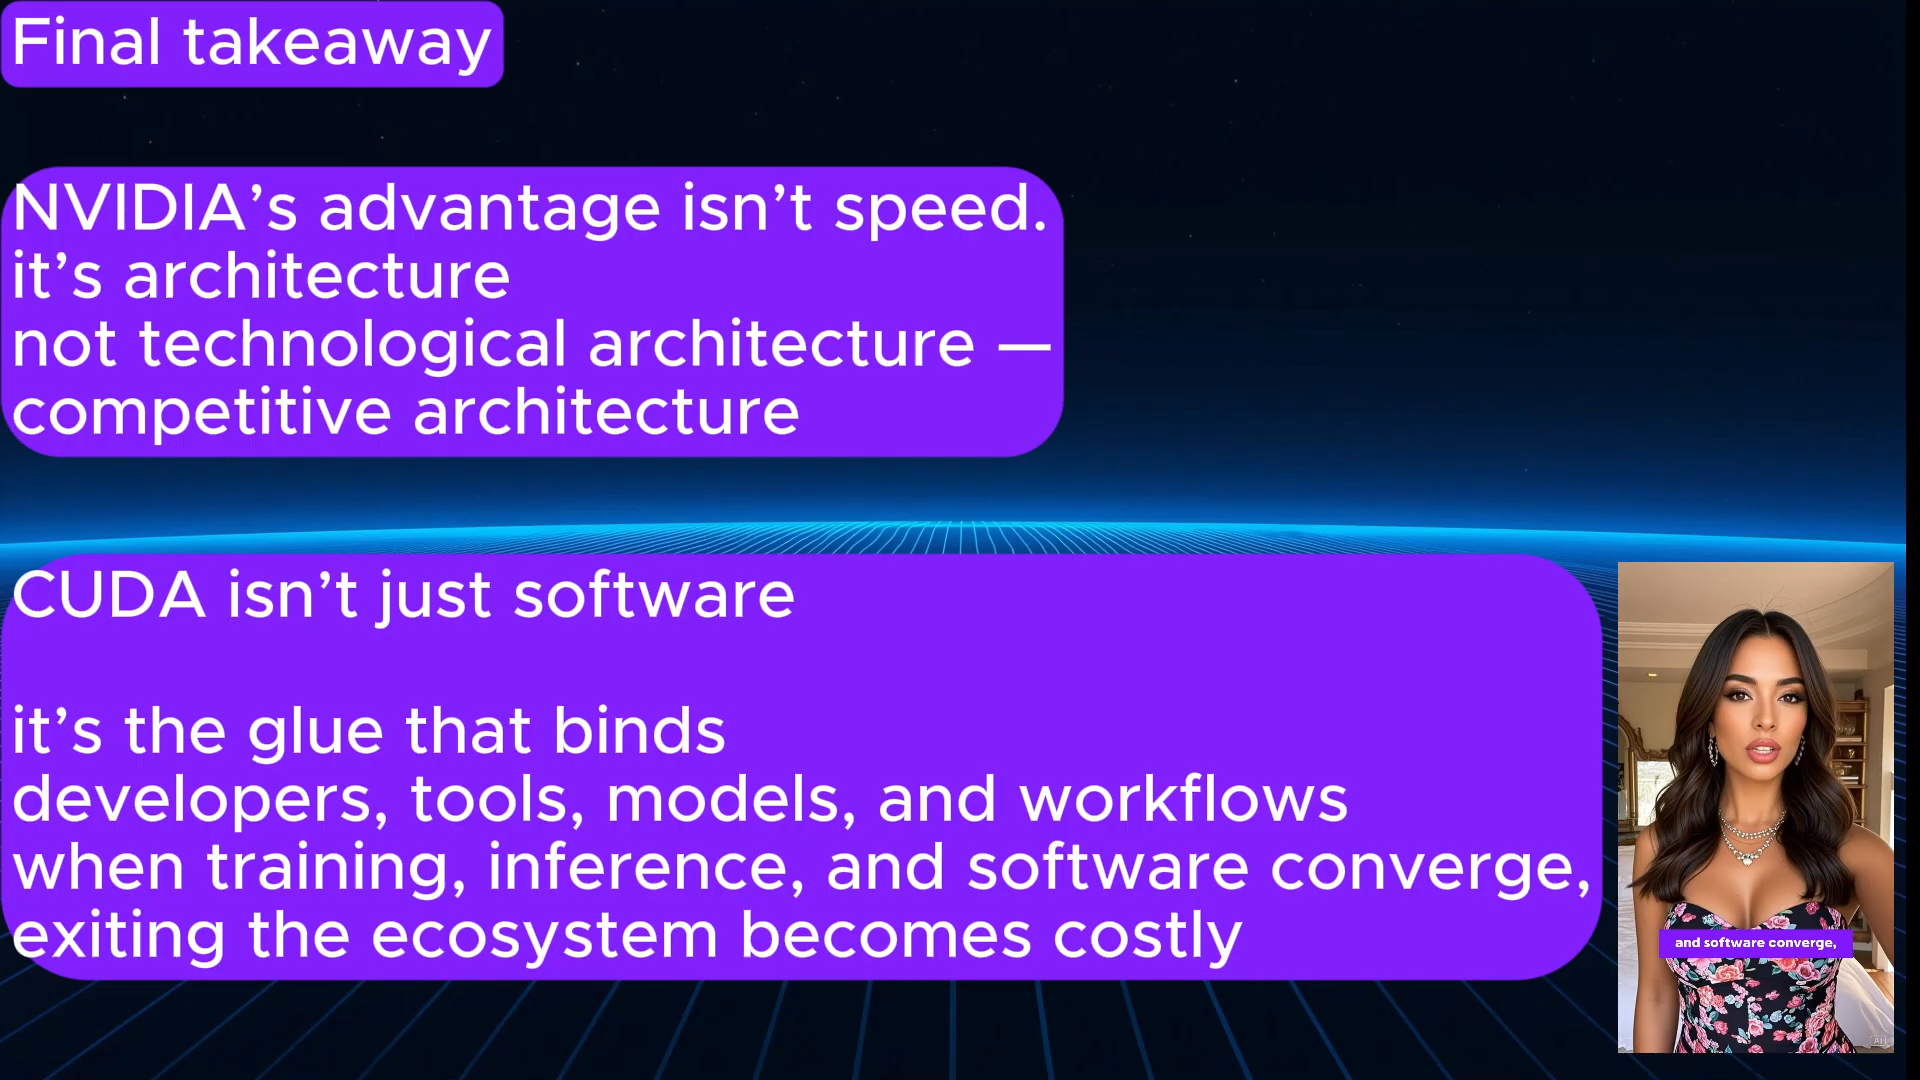 Final takeaway
NVIDIA’s advantage isn’t speed.
it’s architecture
not technological architecture —
competitive architecture
CUDA isn’t just software
it’s the glue that binds
developers, tools, models, and workflows
when training, inference, and software converge,
exiting the ecosystem becomes costly
and software converge,
AI